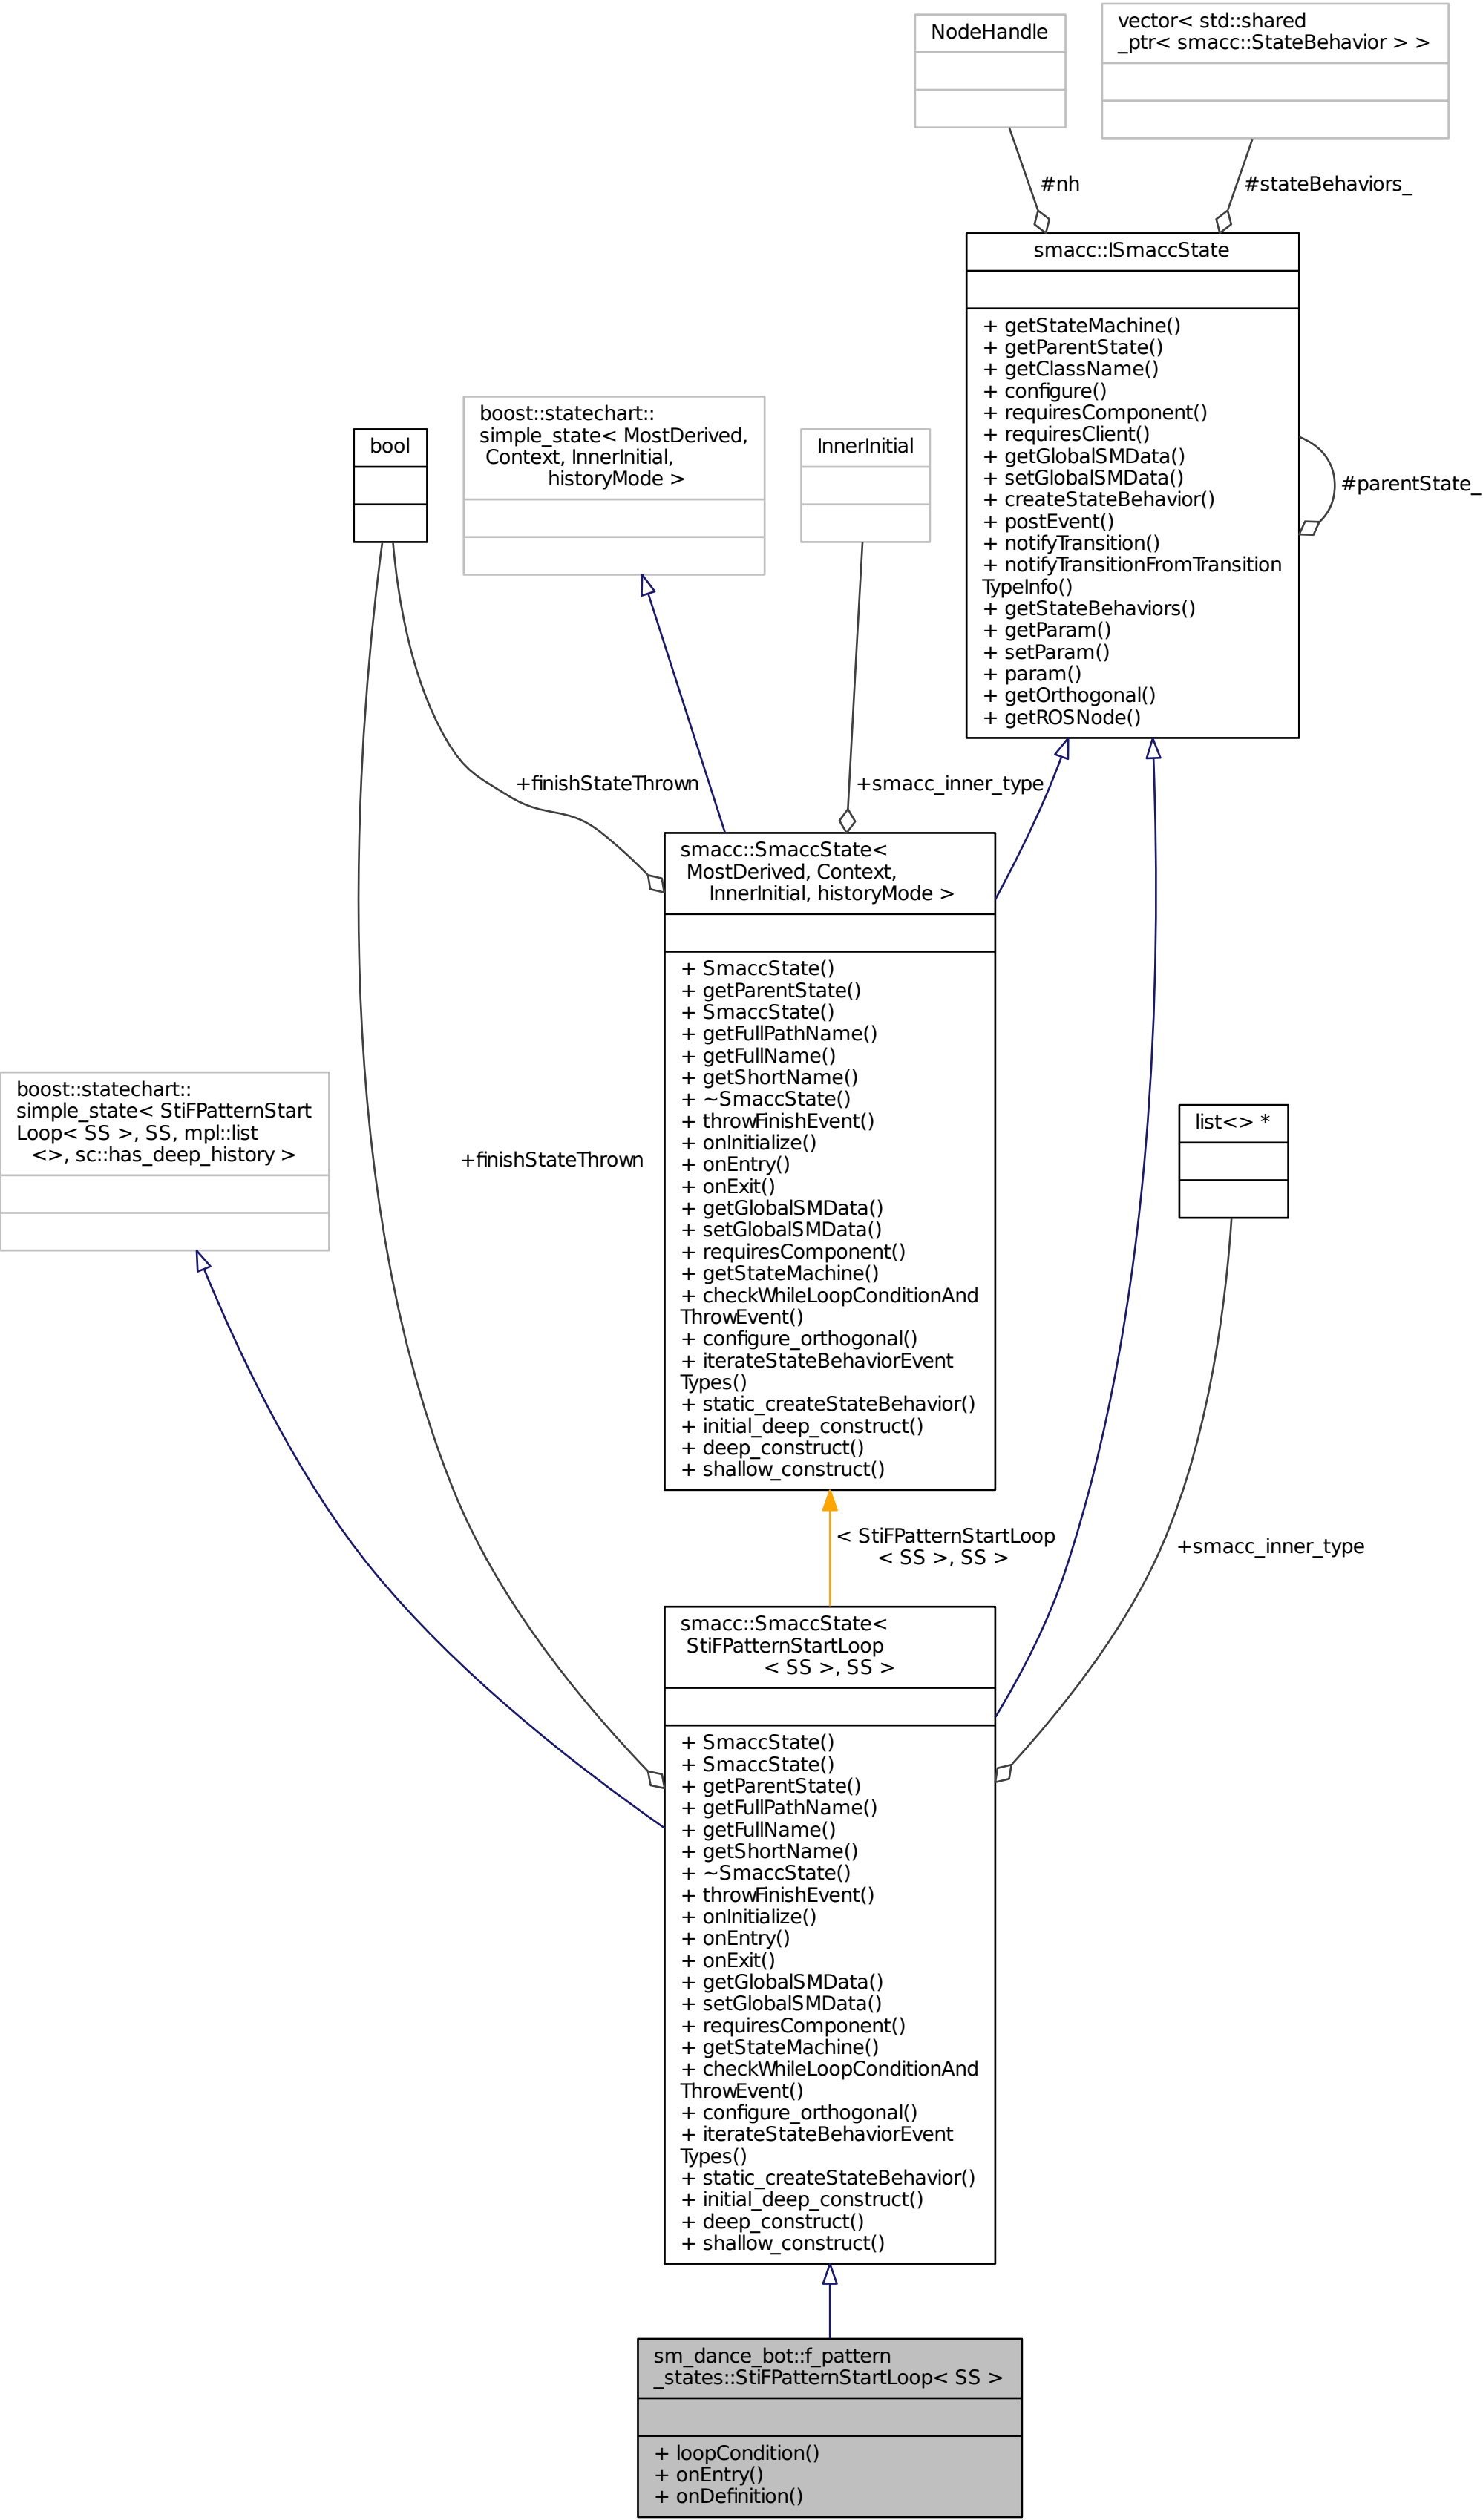 NodeHandle
vector< std::shared
_ptr< smacc::StateBehavior > >
#nh
#stateBehaviors_
smacc::ISmaccState
+ getStateMachine()
+ getParentState()
+ getClassName()
+ configure()
+ requiresComponent()
+ requiresClient()
+ getGlobalSMData()
+ setGlobalSMData()
+ createStateBehavior()
+ postEvent()
+ notifyTransition()
+ notifyTransitionFromTransition
TypeInfo()
+ getStateBehaviors()
+ getParam()
+ setParam()
+ param()
+ getOrthogonal()
+ getROSNode()
#parentState_
bool
boost::statechart::
simple_state< MostDerived,
Context, InnerInitial,
historyMode >
InnerInitial
+finishStateThrown
+smacc_inner_type
smacc::SmaccState<
MostDerived, Context,
InnerInitial, historyMode >
+ SmaccState()
+ getParentState()
+ SmaccState()
+ getFullPathName()
+ getFullName()
+ getShortName()
+ ~SmaccState()
+ throwFinishEvent()
+ onInitialize()
+ onEntry()
+ onExit()
+ getGlobalSMData()
+ setGlobalSMData()
+ requiresComponent()
+ getStateMachine()
+ checkWhileLoopConditionAnd
ThrowEvent()
+ configure_orthogonal()
+ iterateStateBehaviorEvent
Types()
+ static_createStateBehavior()
+ initial_deep_construct()
+ deep_construct()
+ shallow_construct()
boost::statechart::
simple_state< StiFPatternStart
Loop< SS >, SS, mpl::list
<>, sc::has_deep_history >
+finishStateThrown
list<> *
< StiFPatternStartLoop
< SS >, SS >
+smacc_inner_type
smacc::SmaccState<
StiFPatternStartLoop
< SS >, SS >
+ SmaccState()
+ SmaccState()
+ getParentState()
+ getFullPathName()
+ getFullName()
+ getShortName()
+ ~SmaccState()
+ throwFinishEvent()
+ onInitialize()
+ onEntry()
+ onExit()
+ getGlobalSMData()
+ setGlobalSMData()
+ requiresComponent()
+ getStateMachine()
+ checkWhileLoopConditionAnd
ThrowEvent()
+ configure_orthogonal()
+ iterateStateBehaviorEvent
Types()
+ static_createStateBehavior()
+ initial_deep_construct()
+ deep_construct()
+ shallow_construct()
sm_dance_bot::f_pattern
_states::StiFPatternStartLoop< SS >
+ loopCondition()
+ onEntry()
+ onDefinition()